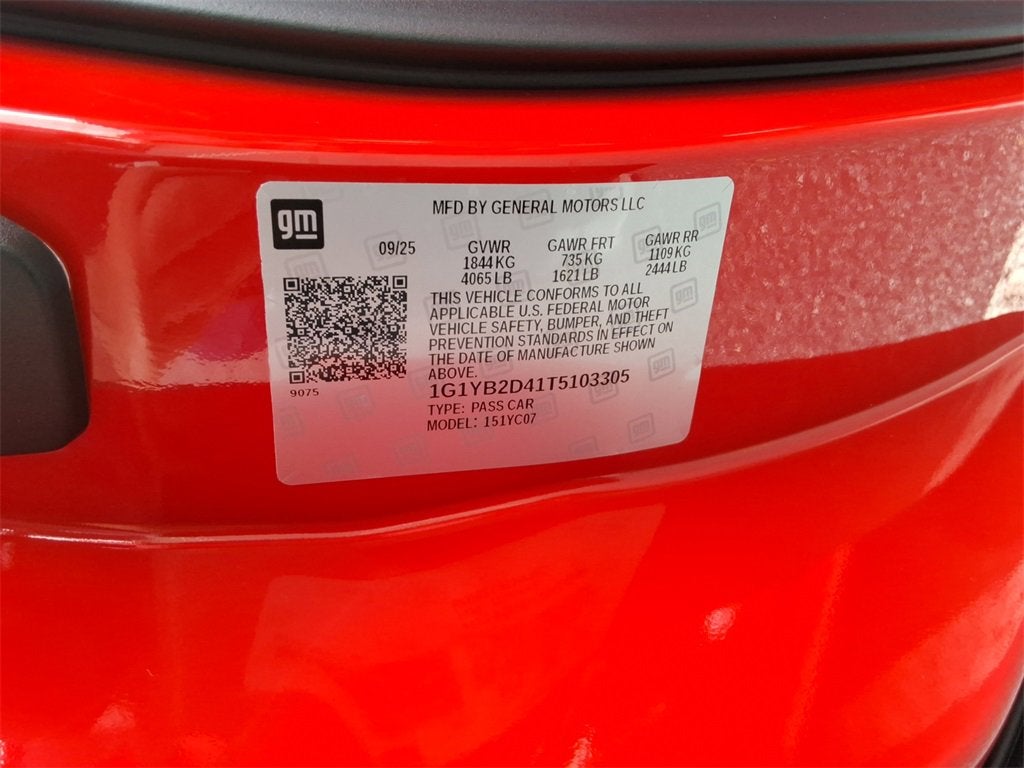 gm
MFD BY GENERAL MOTORS LLC
09/25
GVWR
1844 KG
4065 LB
GAWR FRT
735 KG
1621 LB
GAWR RR
1109 KG
2444 LB
THIS VEHICLE CONFORMS TO ALL
APPLICABLE U.S. FEDERAL MOTOR
VEHICLE SAFETY, BUMPER, AND THEFT
PREVENTION STANDARDS IN EFFECT ON
THE DATE OF MANUFACTURE SHOWN
ABOVE.
9075
1G1YB2D41T5103305
TYPE: PASS CAR
MODEL: 151YC07